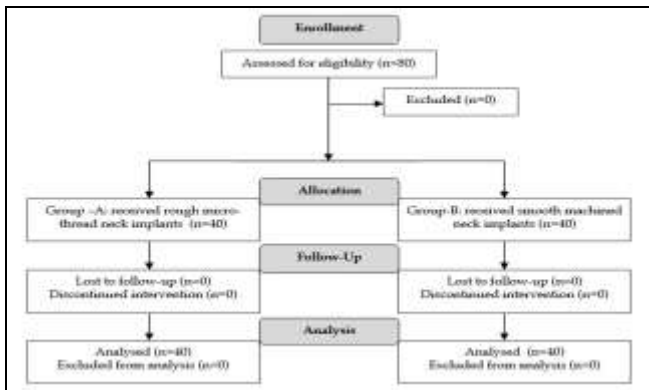 Enrollment
Assessed for eligibility (n=80)
Excluded (n=0)
Allocation
Group -A: received rough micro-
thread neck implants (n=40)
Group-B: received smooth machined
neck implants (n=40)
Follow-Up
Lost to follow-up (n=0)
Discontinued intervention (n=0)
Lost to follow-up (n=0)
Discontinued intervention (n=0)
Analysis
Analysed (n=40)
Excluded from analysis (n=0)
Analysed (n=40)
Excluded from analysis (n=0)